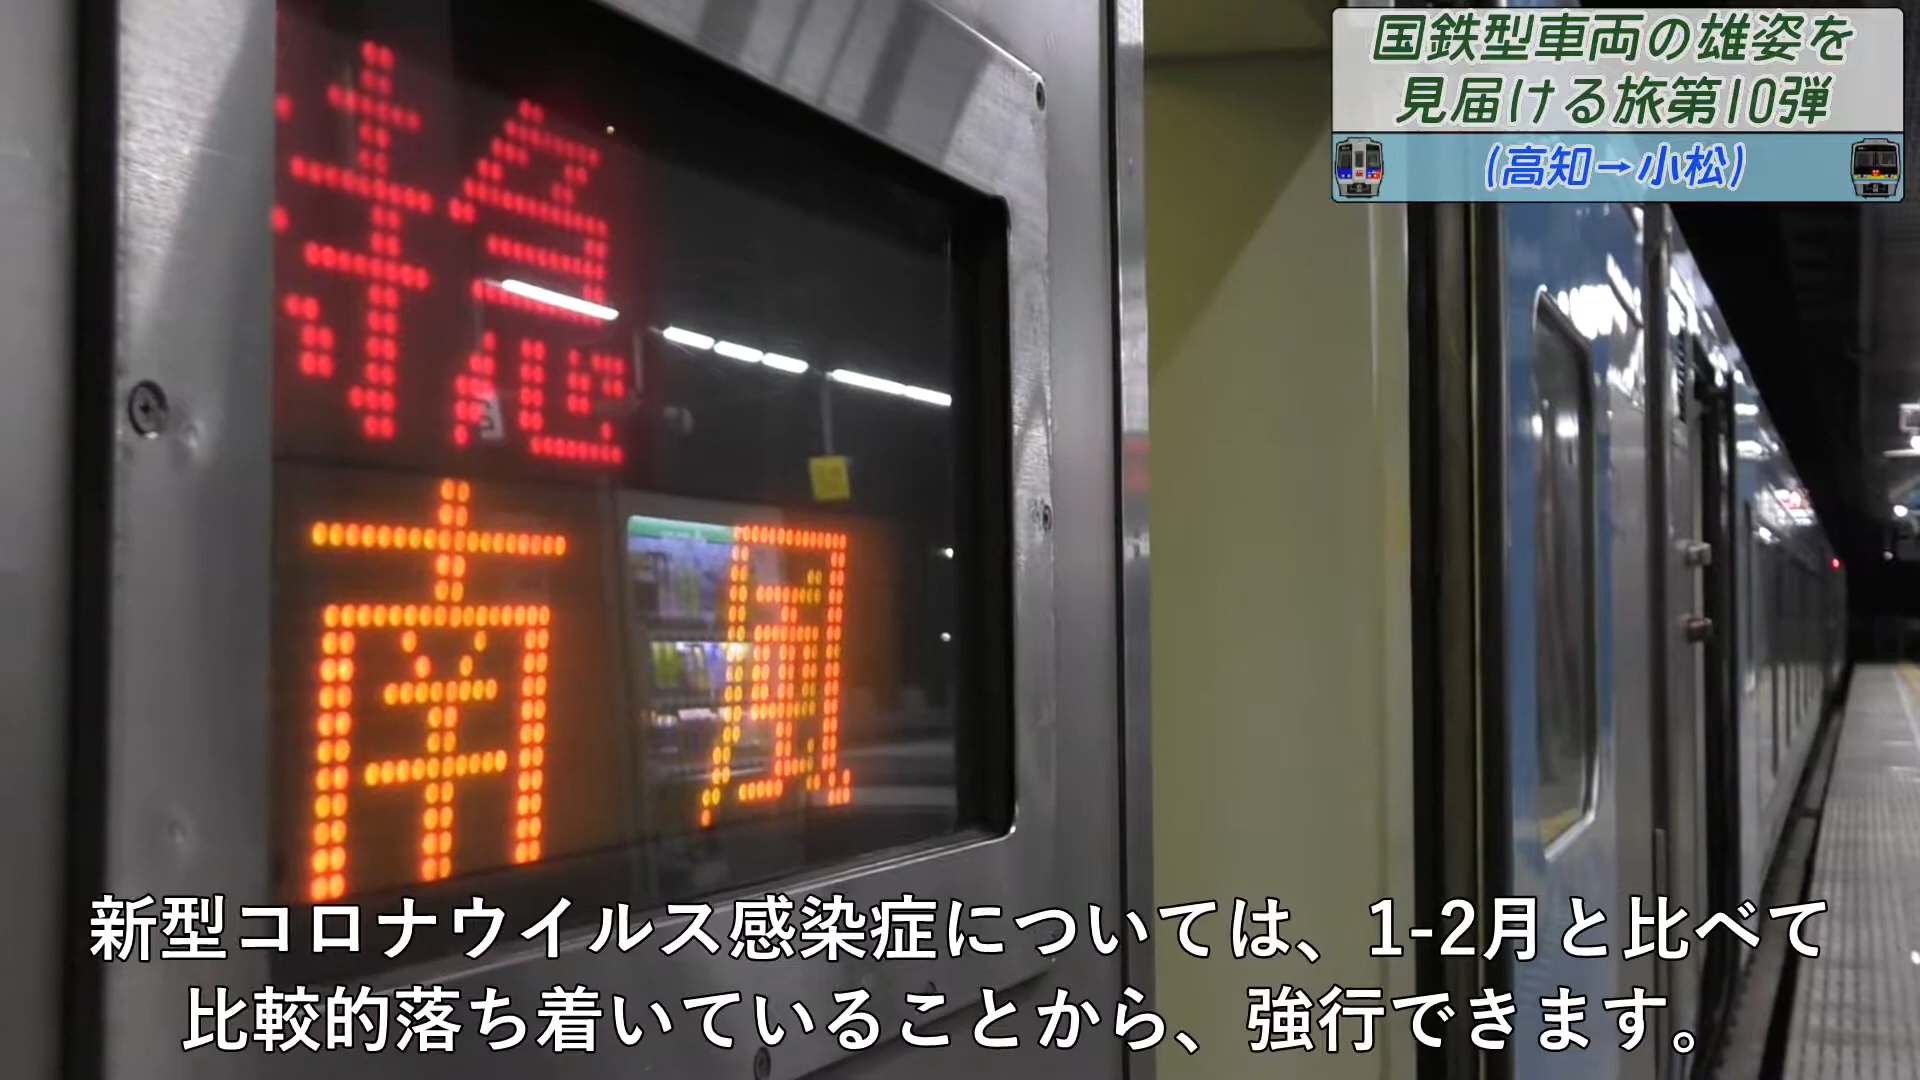 国鉄型車両の雄姿を
見届ける旅第10弾
(高知→小松)
特急
南風
新型コロナウイルス感染症については、1-2月と比べて
比較的落ち着いていることから、強行できます。